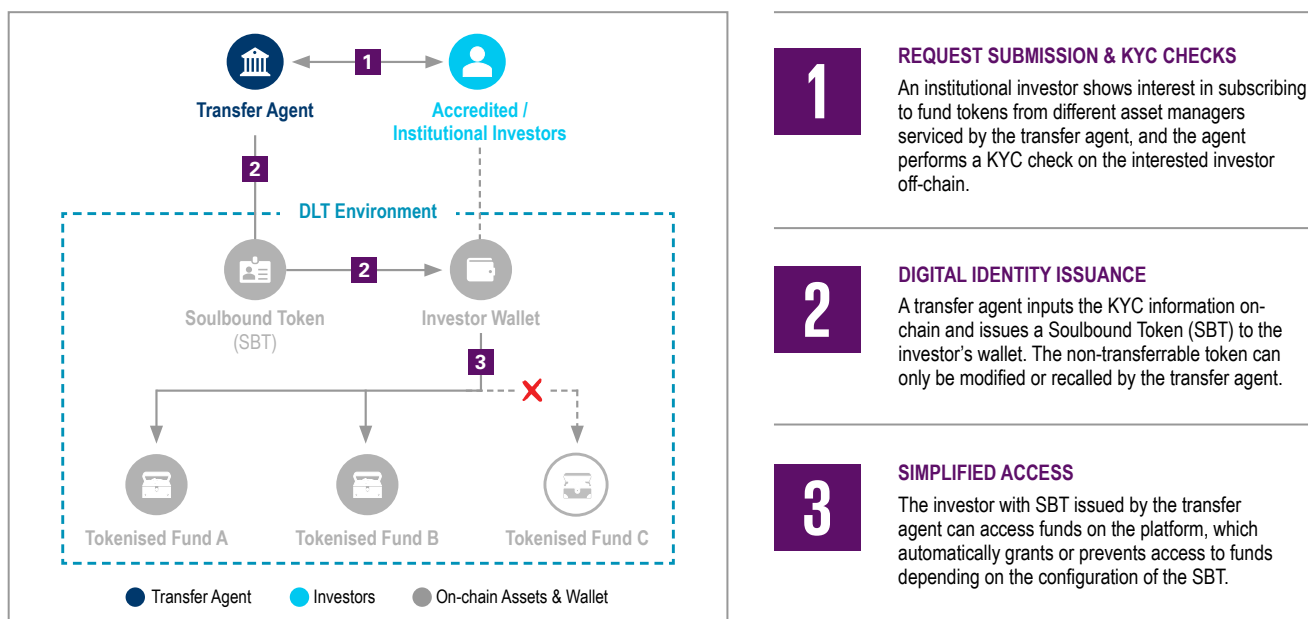 1
Transfer Agent
Accredited /
Institutional Investors
2
DLT Environment
2
Soulbound Token
(SBT)
Investor Wallet
3
Tokenised Fund A
Tokenised Fund B
Tokenised Fund C
Transfer Agent
Investors
On-chain Assets & Wallet
1
REQUEST SUBMISSION & KYC CHECKS
An institutional investor shows interest in subscribing
to fund tokens from different asset managers
serviced by the transfer agent, and the agent
performs a KYC check on the interested investor
off-chain.
2
DIGITAL IDENTITY ISSUANCE
A transfer agent inputs the KYC information on-
chain and issues a Soulbound Token (SBT) to the
investor’s wallet. The non-transferrable token can
only be modified or recalled by the transfer agent.
3
SIMPLIFIED ACCESS
The investor with SBT issued by the transfer
agent can access funds on the platform, which
automatically grants or prevents access to funds
depending on the configuration of the SBT.